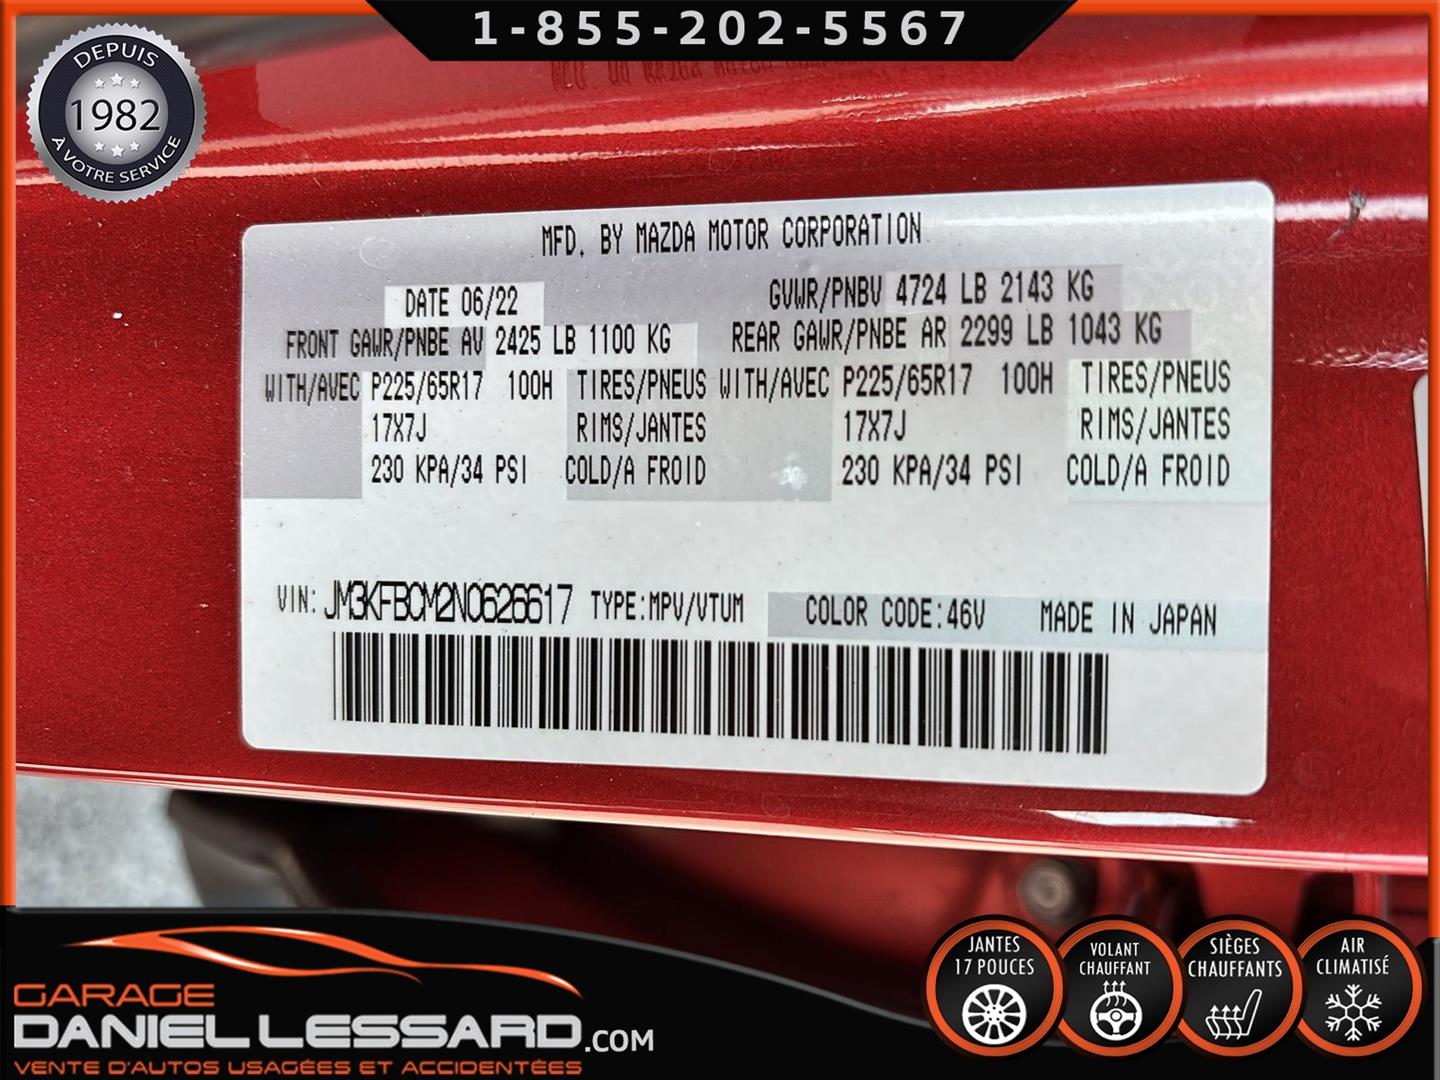 1-855-202-5567
DEPUIS
1982
À VOTRE SERVICE
MFD. BY MAZDA MOTOR CORPORATION
DATE 06/22 GVWR/PNBV 4724 LB 2143 KG
FRONT GAWR/PNBE AV 2425 LB 1100 KG REAR GAWR/PNBE AR 2299 LB 1043 KG
WITH/AVEC P225/65R17 100H TIRES/PNEUS WITH/AVEC P225/65R17 100H TIRES/PNEUS
17X7J RIMS/JANTES 17X7J RIMS/JANTES
230 KPA/34 PSI COLD/A FROID 230 KPA/34 PSI COLD/A FROID
VIN: JM3KFBCM2N0626617 TYPE:MPV/VTUM COLOR CODE:46V MADE IN JAPAN
JANTES
17 POUCES
VOLANT
CHAUFFANT
SIÈGES
CHAUFFANTS
AIR
CLIMATISÉ
GARAGE
DANIEL LESSARD.COM
VENTE D'AUTOS USAGÉES ET ACCIDENTÉES